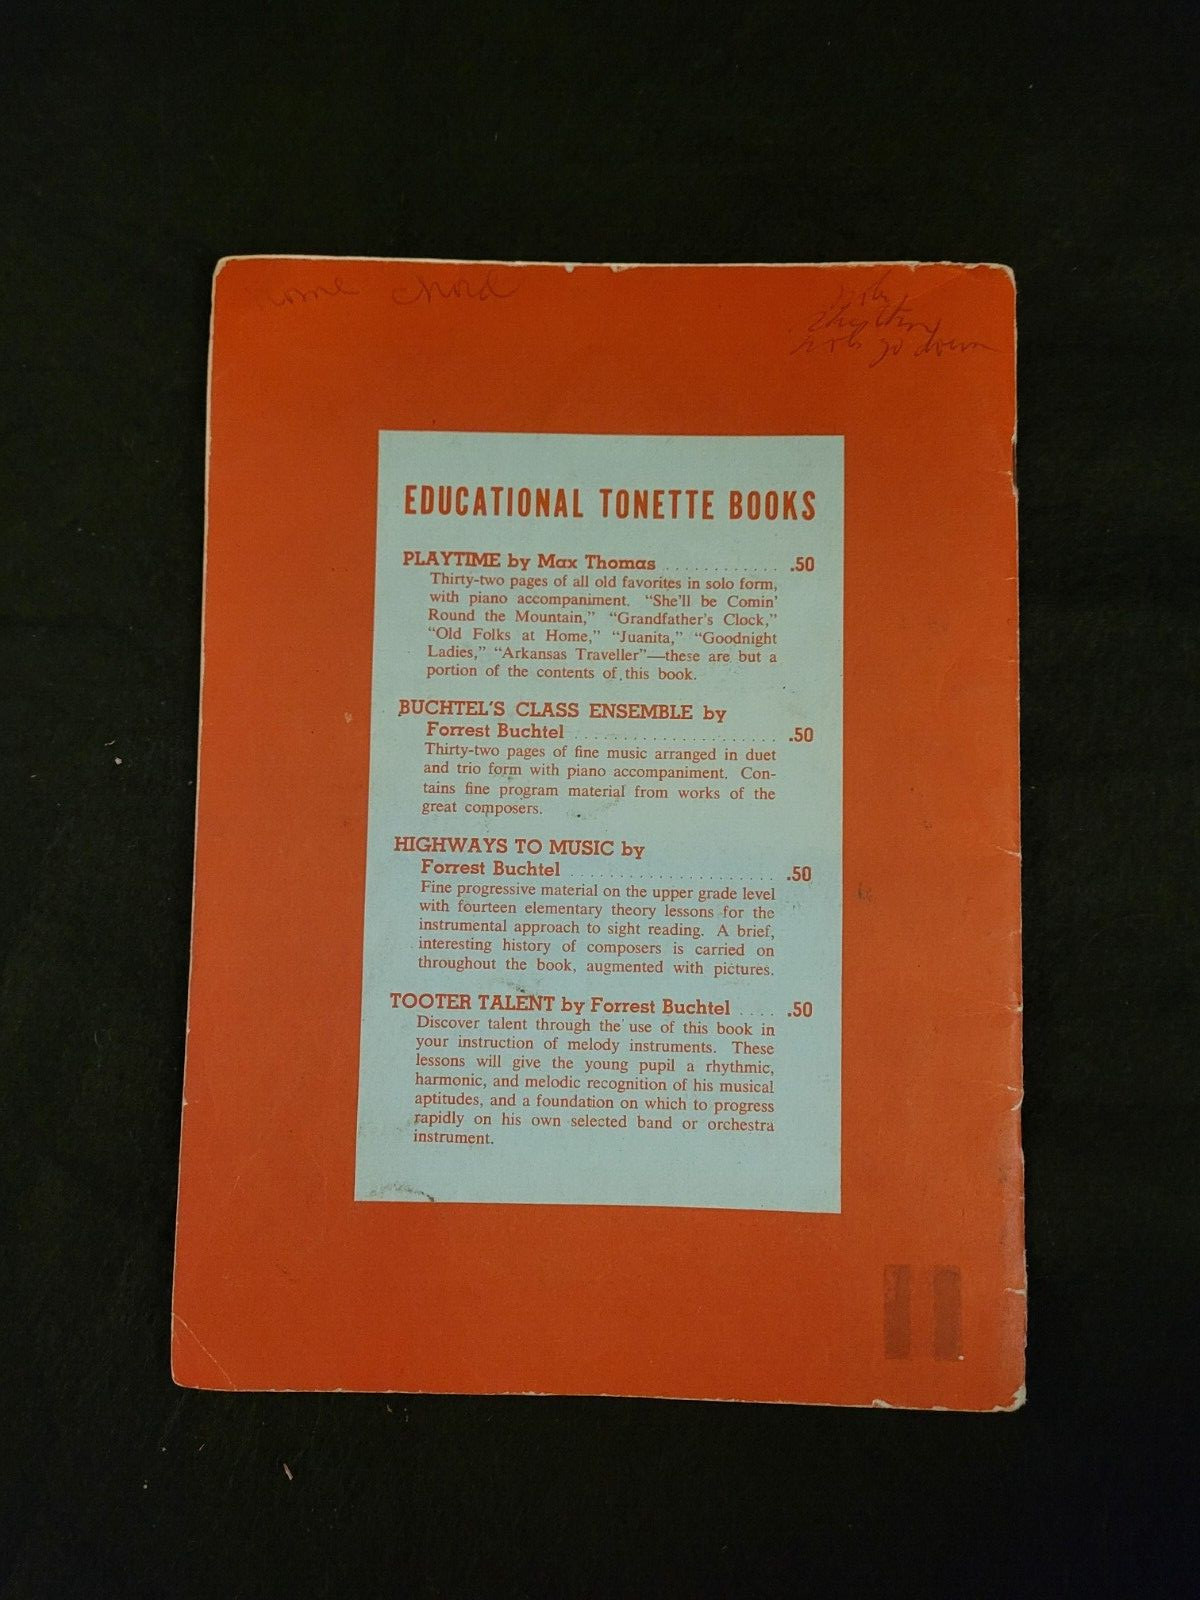 home chord
go down
EDUCATIONAL TONETTE BOOKS
PLAYTIME by Max Thomas ............ .50
Thirty-two pages of all old favorites in solo form,
with piano accompaniment. “She’ll be Comin’
Round the Mountain,” “Grandfather’s Clock,”
“Old Folks at Home,” “Juanita,” “Goodnight
Ladies,” “Arkansas Traveller”—these are but a
portion of the contents of this book.
BUCHTEL’S CLASS ENSEMBLE by
Forrest Buchtel ..................... .50
Thirty-two pages of fine music arranged in duet
and trio form with piano accompaniment. Con-
tains fine program material from works of the
great composers.
HIGHWAYS TO MUSIC by
Forrest Buchtel ..................... .50
Fine progressive material on the upper grade level
with fourteen elementary theory lessons for the
instrumental approach to sight reading. A brief,
interesting history of composers is carried on
throughout the book, augmented with pictures.
TOOTER TALENT by Forrest Buchtel .... .50
Discover talent through the use of this book in
your instruction of melody instruments. These
lessons will give the young pupil a rhythmic,
harmonic, and melodic recognition of his musical
aptitudes, and a foundation on which to progress
rapidly on his own selected band or orchestra
instrument.